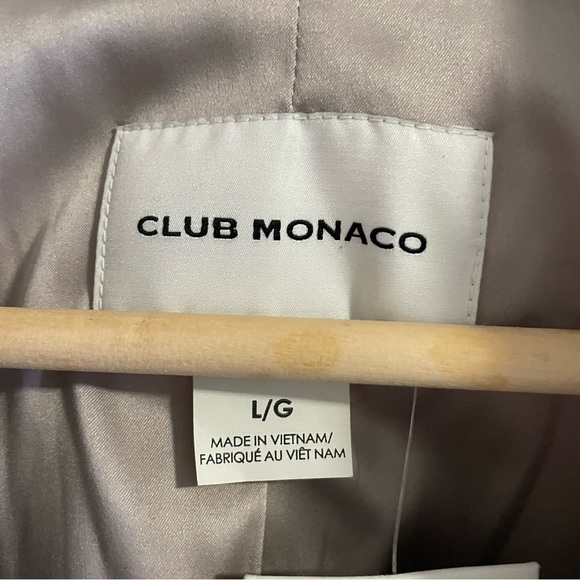 CLUB MONACO
L/G
MADE IN VIETNAM/
FABRIQUÉ AU VIÊT NAM